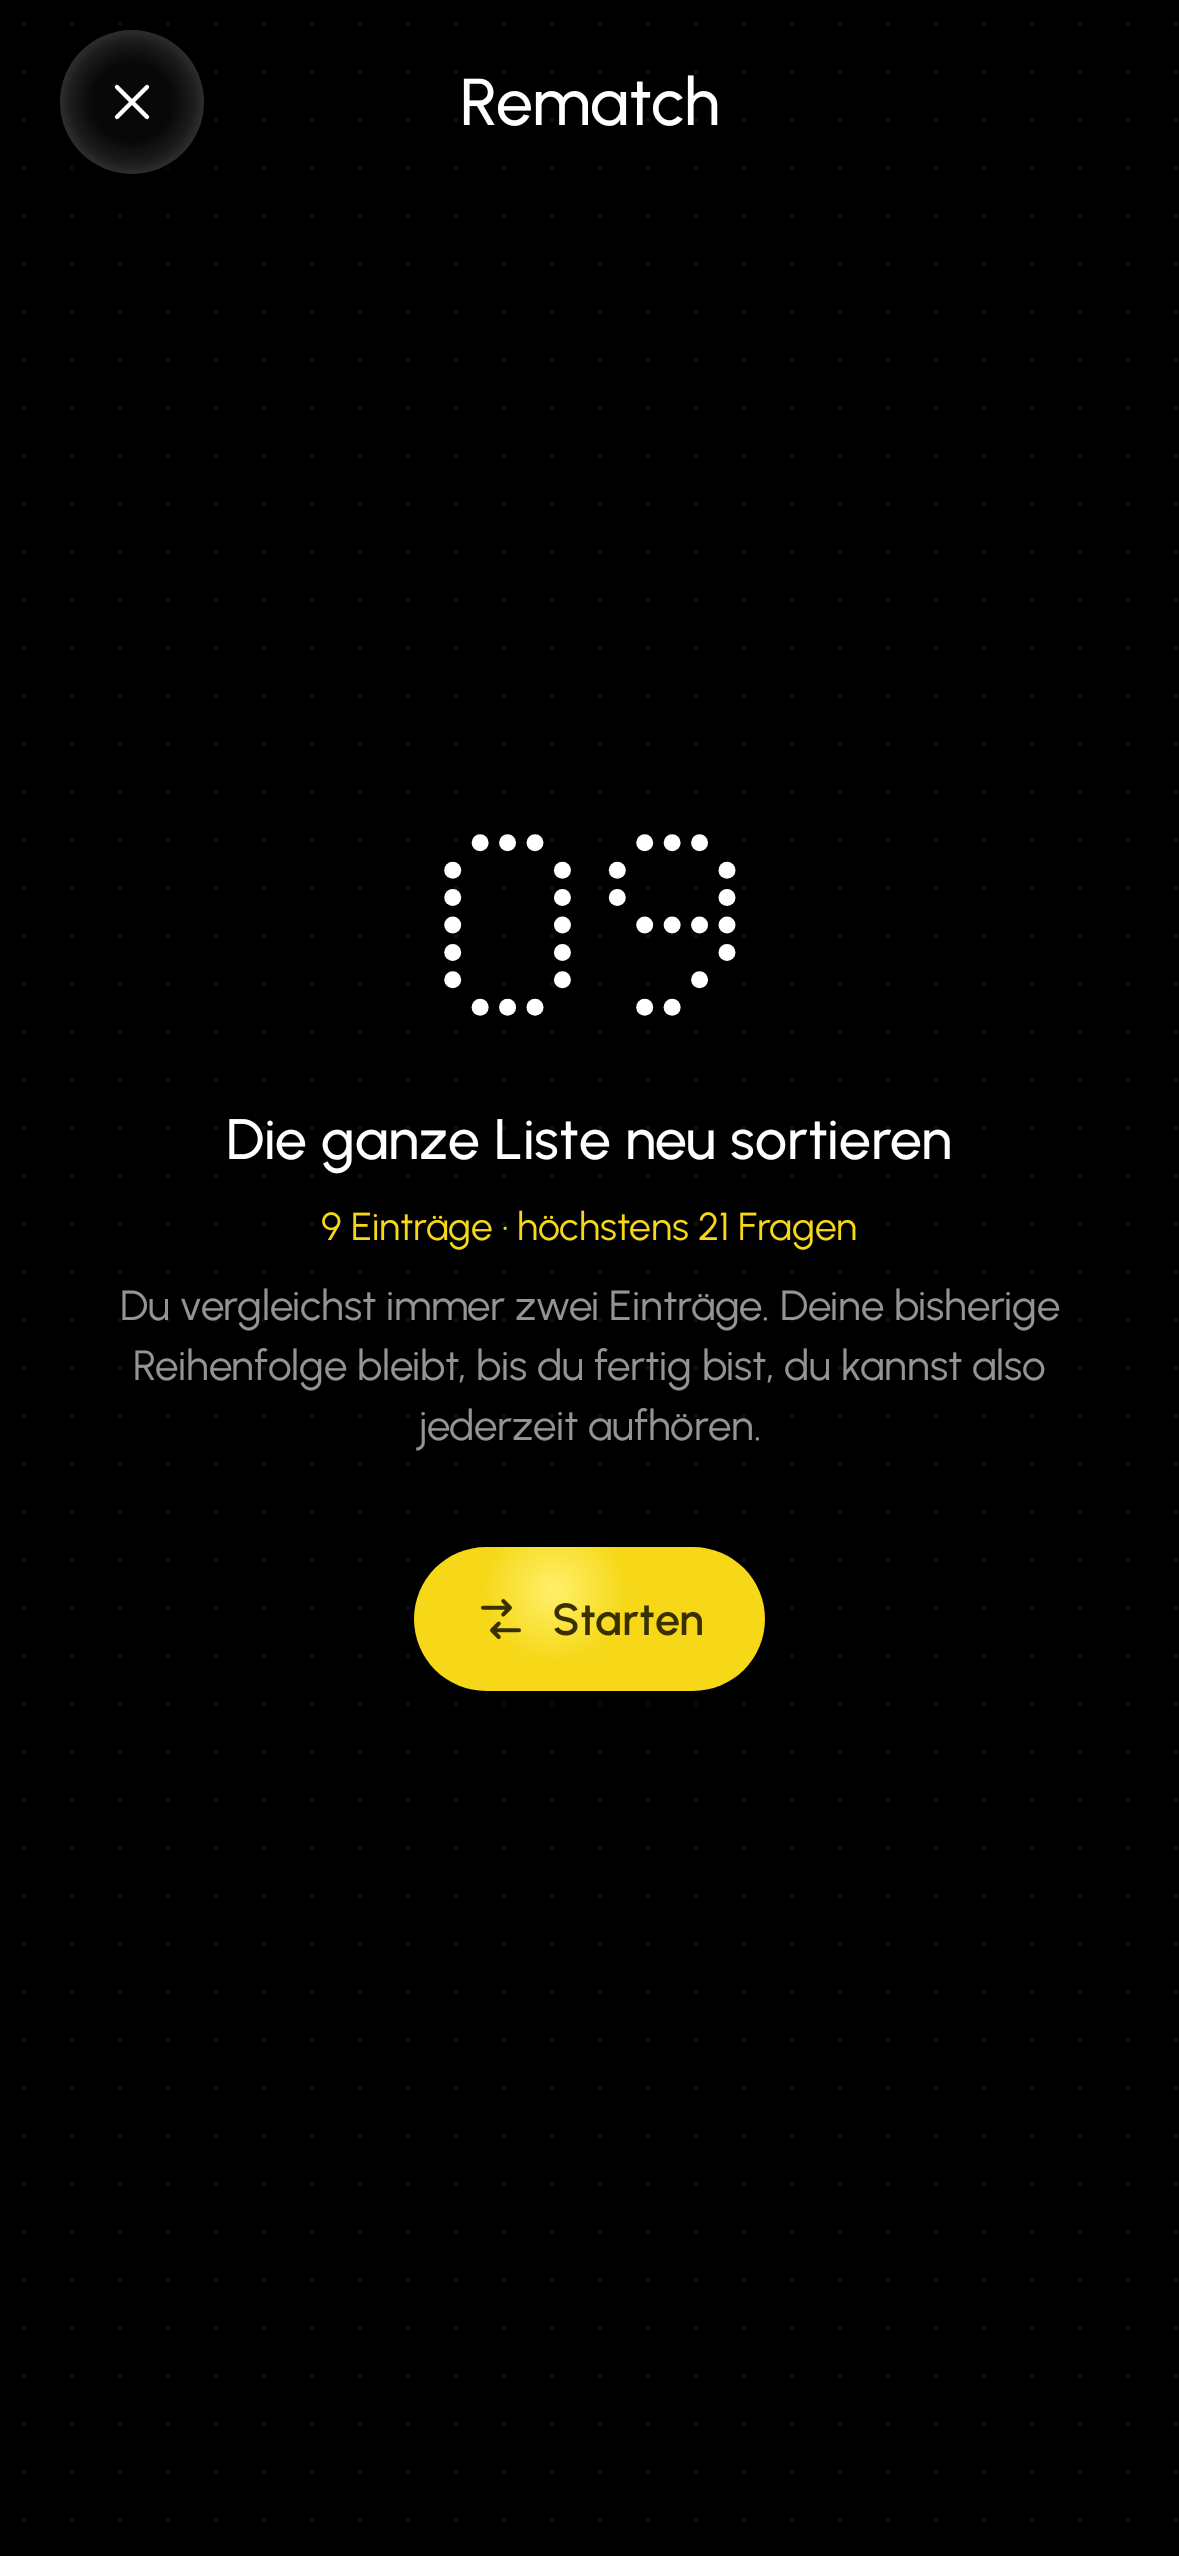 Rematch
09
Die ganze Liste neu sortieren
9 Einträge · höchstens 21 Fragen
Du vergleichst immer zwei Einträge. Deine bisherige
Reihenfolge bleibt, bis du fertig bist, du kannst also
jederzeit aufhören.
Starten